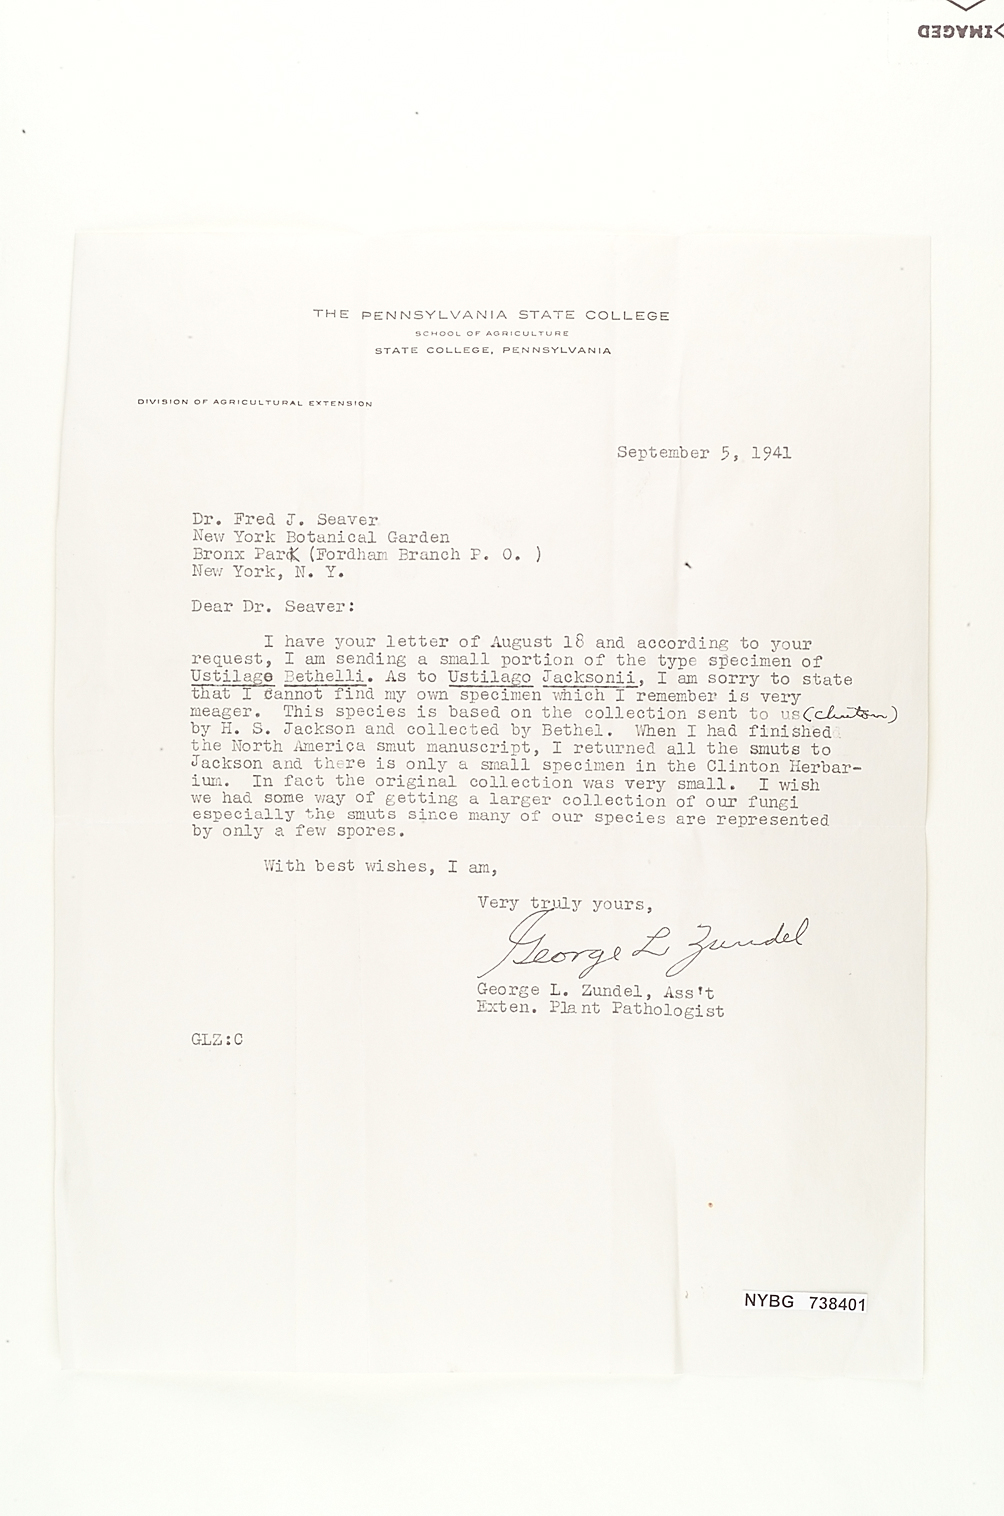 IMAGED
THE PENNSYLVANIA STATE COLLEGE
SCHOOL OF AGRICULTURE
STATE COLLEGE, PENNSYLVANIA
DIVISION OF AGRICULTURAL EXTENSION
September 5, 1941
Dr. Fred J. Seaver
New York Botanical Garden
Bronx Park (Fordham Branch P. O. )
New York, N. Y.
Dear Dr. Seaver:
I have your letter of August 18 and according to your
request, I am sending a small portion of the type specimen of
Ustilago Bethelli. As to Ustilago Jacksonii, I am sorry to state
that I cannot find my own specimen which I remember is very
meager. This species is based on the collection sent to us (Clinton)
by H. S. Jackson and collected by Bethel. When I had finished
the North America smut manuscript, I returned all the smuts to
Jackson and there is only a small specimen in the Clinton Herbar-
ium. In fact the original collection was very small. I wish
we had some way of getting a larger collection of our fungi
especially the smuts since many of our species are represented
by only a few spores.
With best wishes, I am,
Very truly yours,
George L Zundel
George L. Zundel, Ass't
Exten. Plant Pathologist
GLZ:C
NYBG 738401